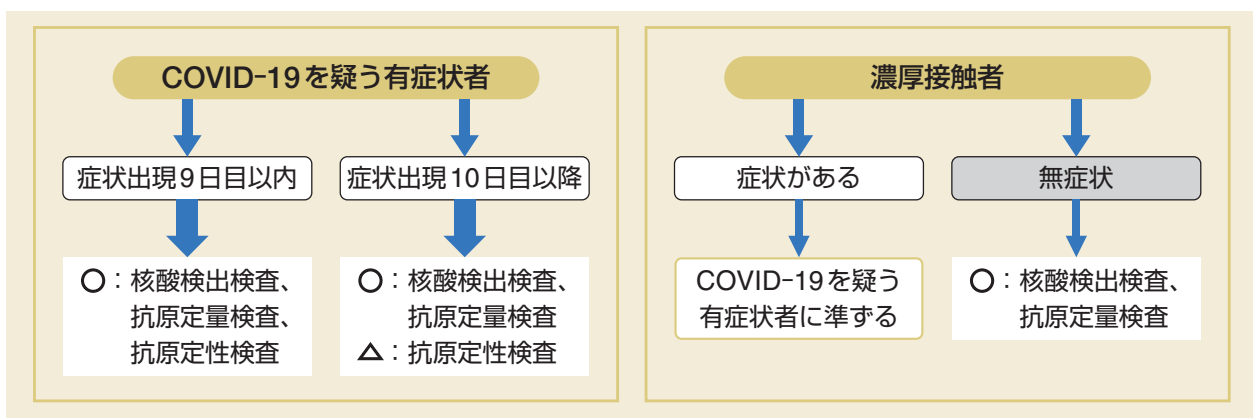 COVID-19を疑う有症状者
症状出現9日目以内
症状出現10日目以降
○：核酸検出検査、
抗原定量検査、
抗原定性検査
○：核酸検出検査、
抗原定量検査
△：抗原定性検査
濃厚接触者
症状がある
無症状
COVID-19を疑う
有症状者に準ずる
○：核酸検出検査、
抗原定量検査